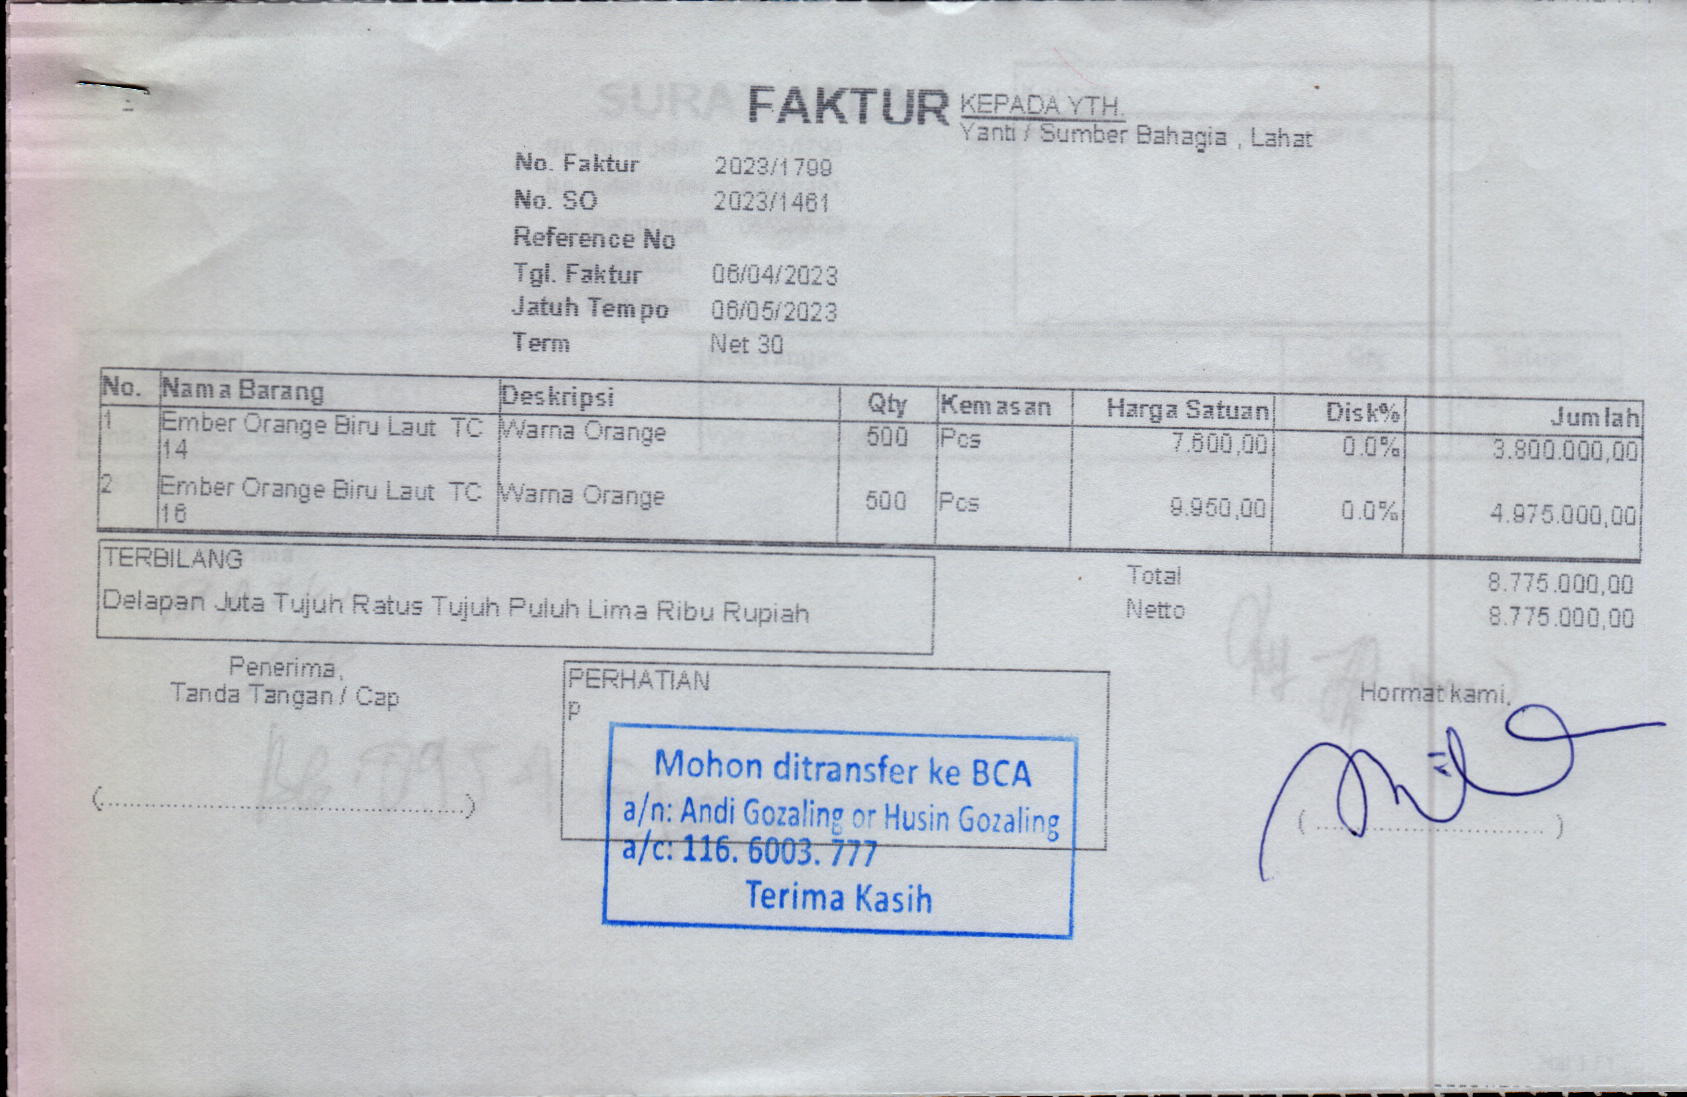 FAKTUR
KEPADA YTH.
Yanti / Sumber Bahagia , Lahat
No. Faktur 2023/1799
No. SO 2023/1461
Reference No
Tgl. Faktur 06/04/2023
Jatuh Tempo 06/05/2023
Term Net 30
No. Nama Barang Deskripsi Qty Kemasan Harga Satuan Disk% Jumlah
1 Ember Orange Biru Laut TC Warna Orange 500 Pcs 7.600,00 0.0% 3.800.000,00
14
2 Ember Orange Biru Laut TC Warna Orange 500 Pcs 9.950,00 0.0% 4.975.000,00
16
TERBILANG
Delapan Juta Tujuh Ratus Tujuh Puluh Lima Ribu Rupiah
Total 8.775.000,00
Netto 8.775.000,00
Penerima,
Tanda Tangan / Cap
(..........................................................)
PERHATIAN
p
Mohon ditransfer ke BCA
a/n: Andi Gozaling or Husin Gozaling
a/c: 116. 6003. 777
Terima Kasih
Hormat kami,
( ..................................... )